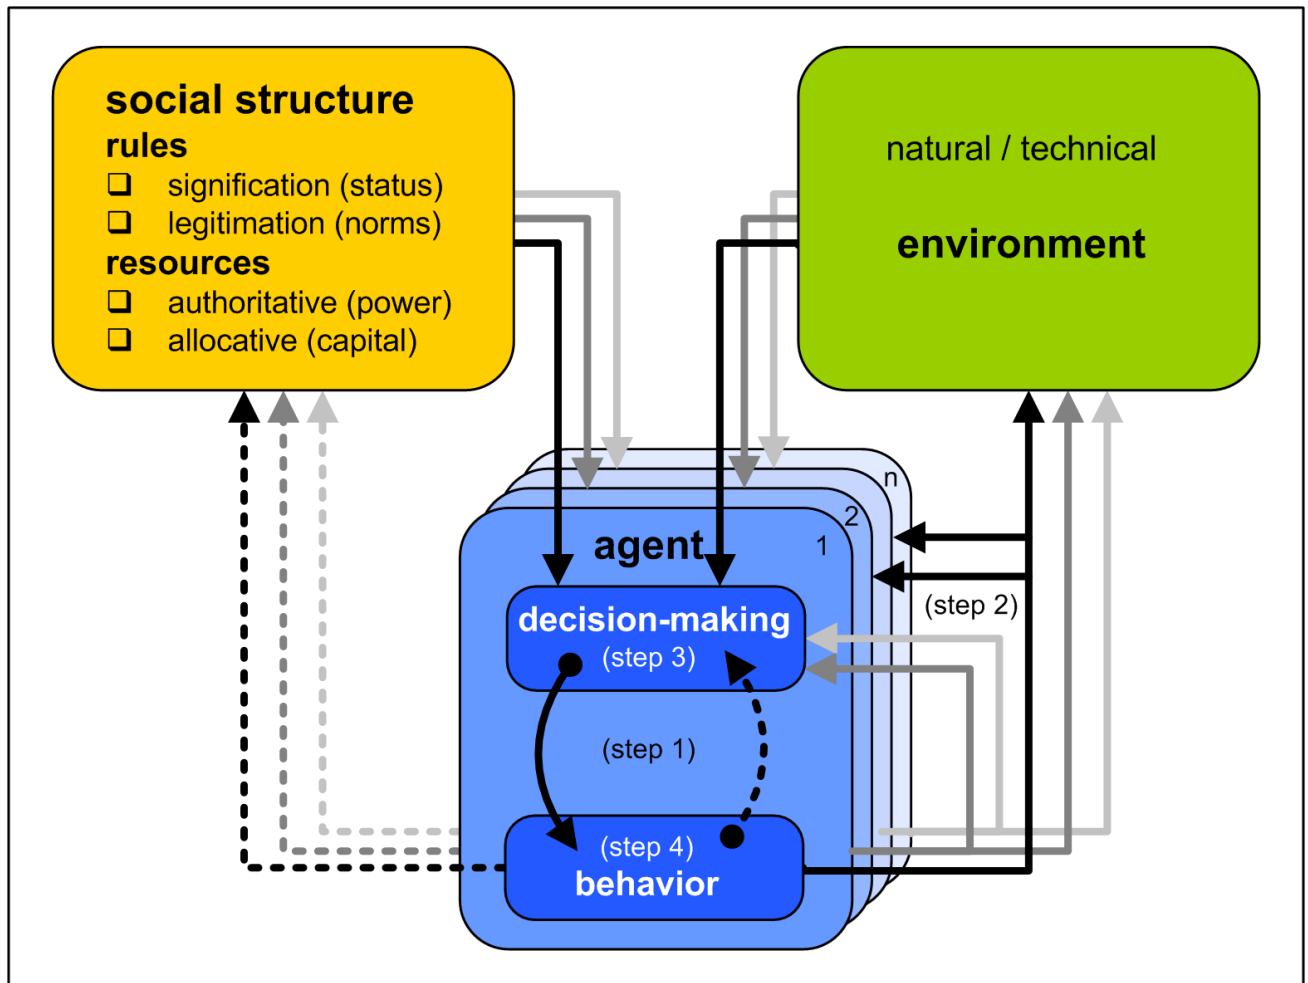 social structure
rules
❑ signification (status)
❑ legitimation (norms)
resources
❑ authoritative (power)
❑ allocative (capital)
natural / technical
environment
n
2
1
agent
decision-making
(step 3)
(step 2)
(step 1)
(step 4)
behavior